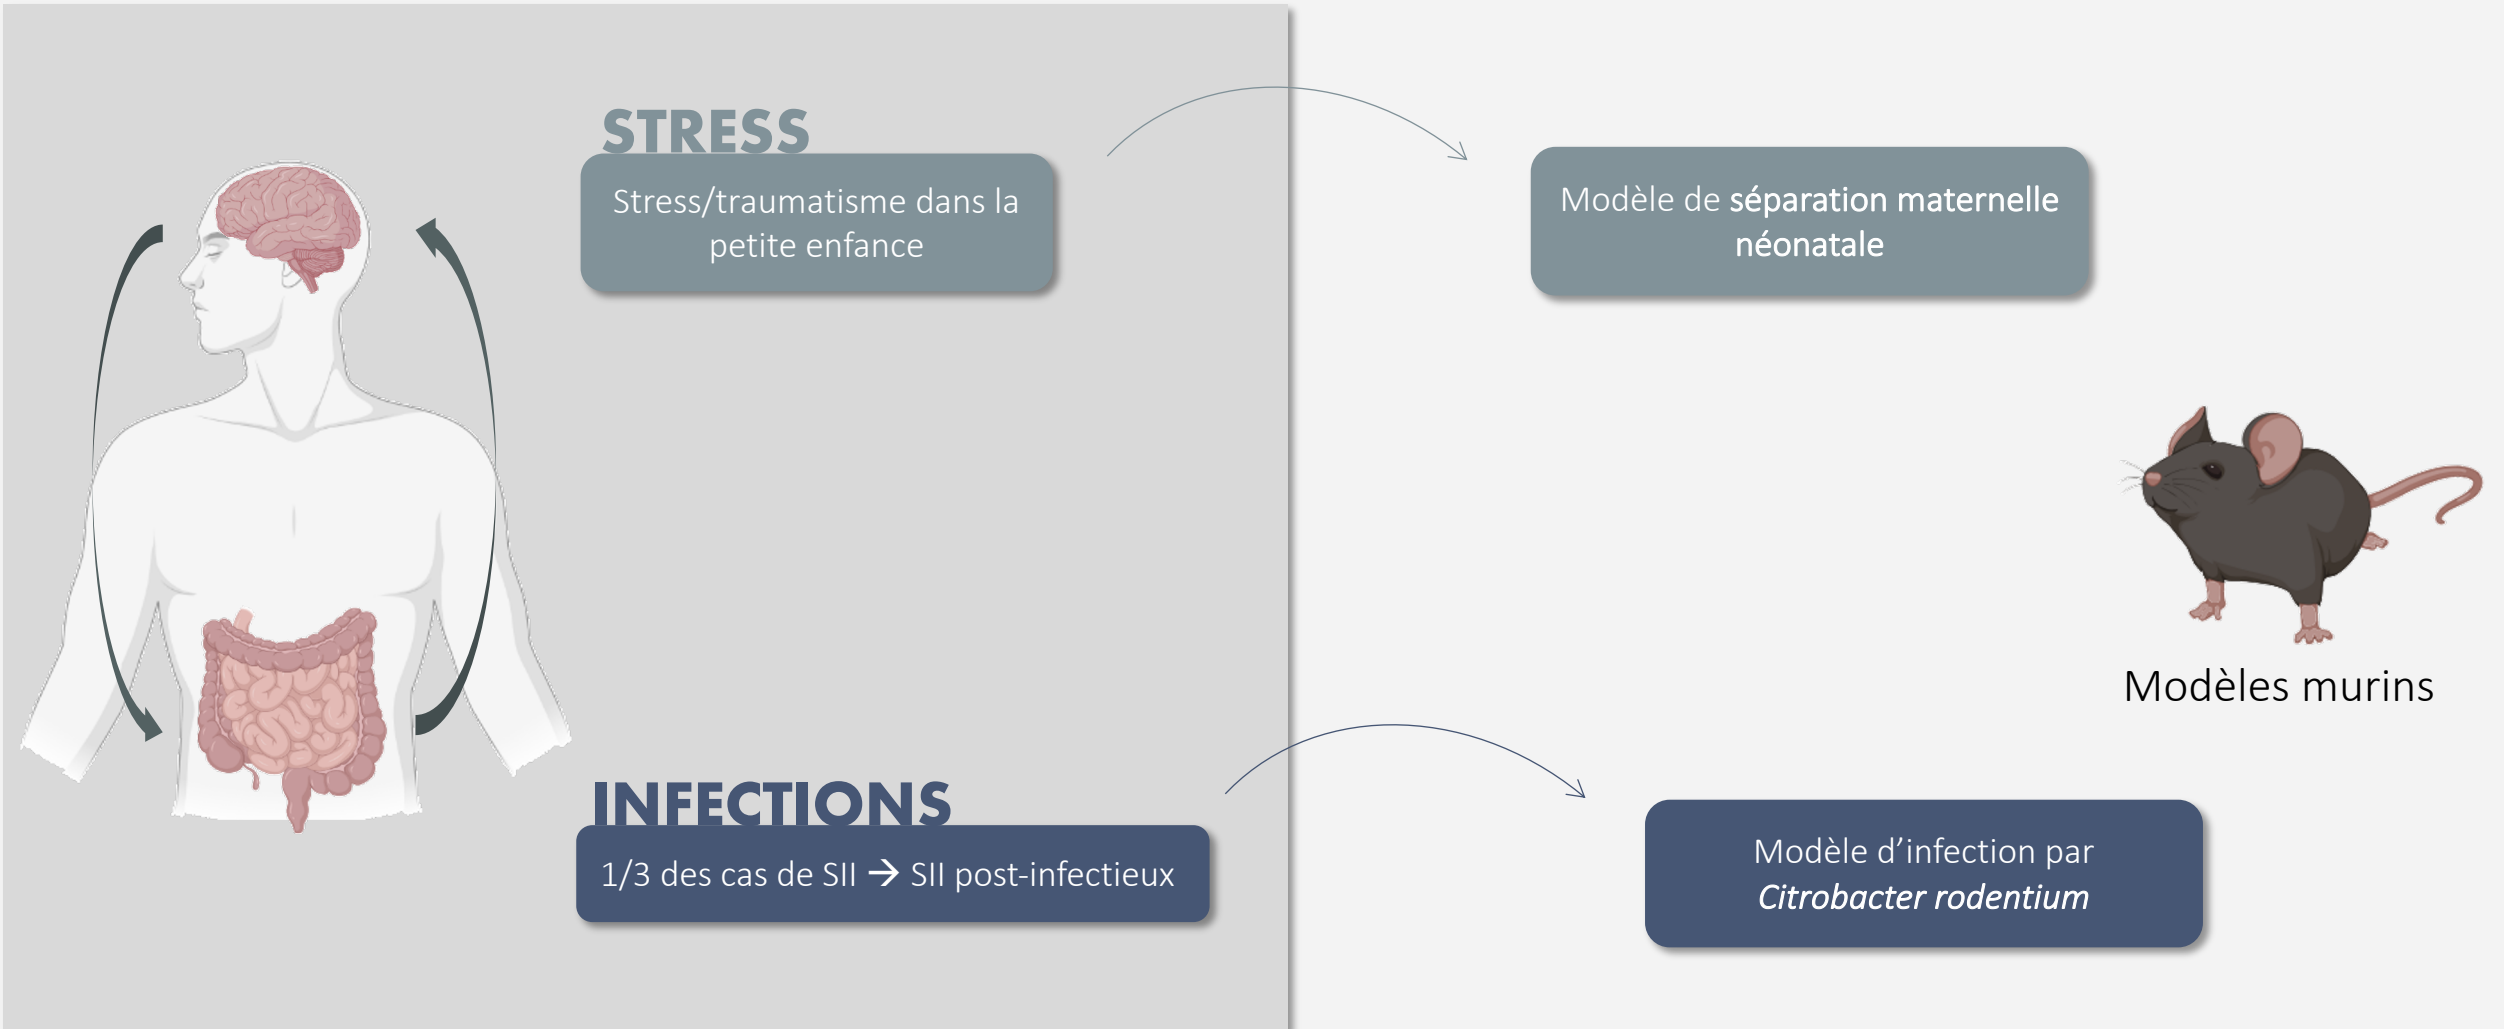 STRESS
Stress/traumatisme dans la
petite enfance
Modèle de séparation maternelle
néonatale
Modèles murins
INFECTIONS
1/3 des cas de SII → SII post-infectieux
Modèle d’infection par
Citrobacter rodentium